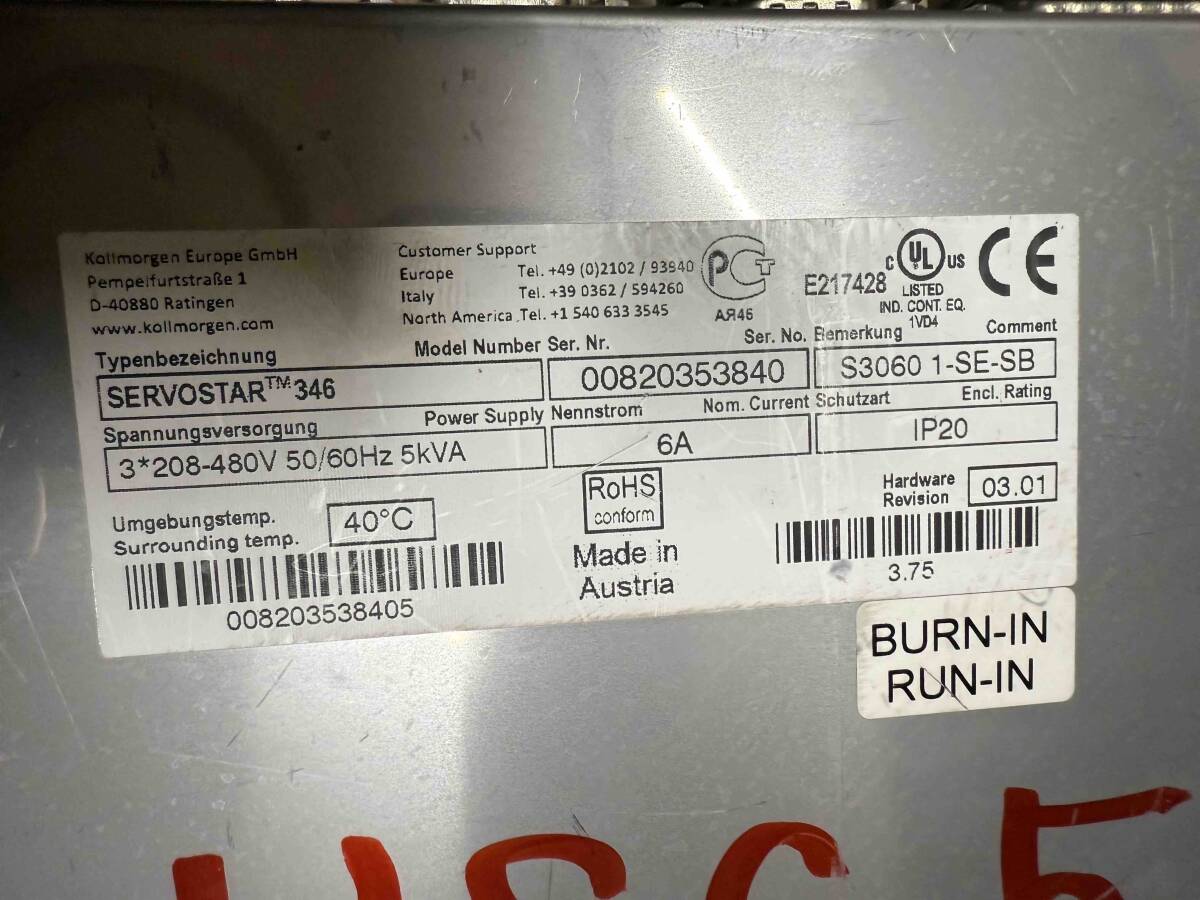 Kollmorgen Europe GmbH
Pempelfurtstraße 1
D-40880 Ratingen
www.kollmorgen.com
Customer Support
Europe Tel. +49 (0)2102 / 93940
Italy Tel. +39 0362 / 594260
North America Tel. +1 540 633 3545
PCT
АЯ46
E217428
C UL US
LISTED
IND. CONT. EQ.
1VD4
CE
Typenbezeichnung Model Number
SERVOSTAR™ 346
Ser. Nr. Ser. No.
00820353840
Bemerkung Comment
S3060 1-SE-SB
Spannungsversorgung Power Supply
3*208-480V 50/60Hz 5kVA
Nennstrom Nom. Current
6A
Schutzart Encl. Rating
IP20
Umgebungstemp.
Surrounding temp.
40°C
008203538405
RoHS
conform
Made in
Austria
Hardware
Revision
03.01
3.75
BURN-IN
RUN-IN